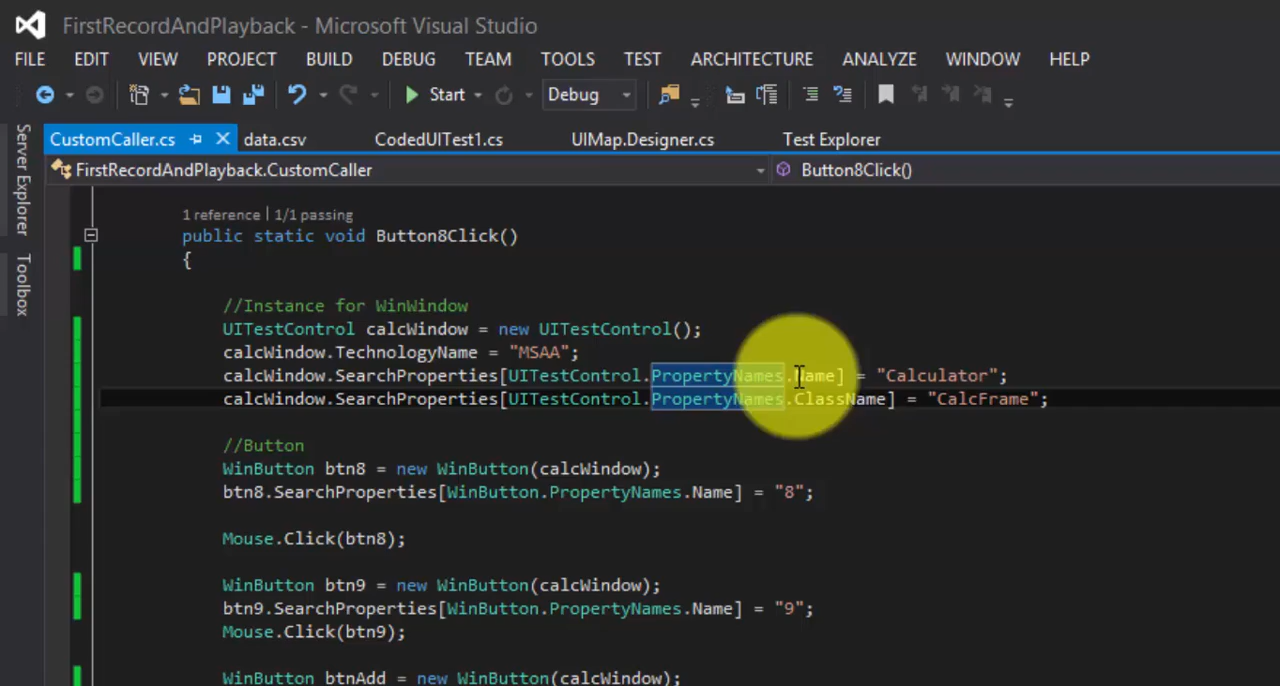 FirstRecordAndPlayback - Microsoft Visual Studio
FILE EDIT VIEW PROJECT BUILD DEBUG TEAM TOOLS TEST ARCHITECTURE ANALYZE WINDOW HELP
Start Debug
Server Explorer
Toolbox
CustomCaller.cs data.csv CodedUITest1.cs UIMap.Designer.cs Test Explorer
FirstRecordAndPlayback.CustomCaller Button8Click()
1 reference | 1/1 passing
public static void Button8Click()
{
//Instance for WinWindow
UITestControl calcWindow = new UITestControl();
calcWindow.TechnologyName = "MSAA";
calcWindow.SearchProperties[UITestControl.PropertyNames.Name] = "Calculator";
calcWindow.SearchProperties[UITestControl.PropertyNames.ClassName] = "CalcFrame";
//Button
WinButton btn8 = new WinButton(calcWindow);
btn8.SearchProperties[WinButton.PropertyNames.Name] = "8";
Mouse.Click(btn8);
WinButton btn9 = new WinButton(calcWindow);
btn9.SearchProperties[WinButton.PropertyNames.Name] = "9";
Mouse.Click(btn9);
WinButton btnAdd = new WinButton(calcWindow);